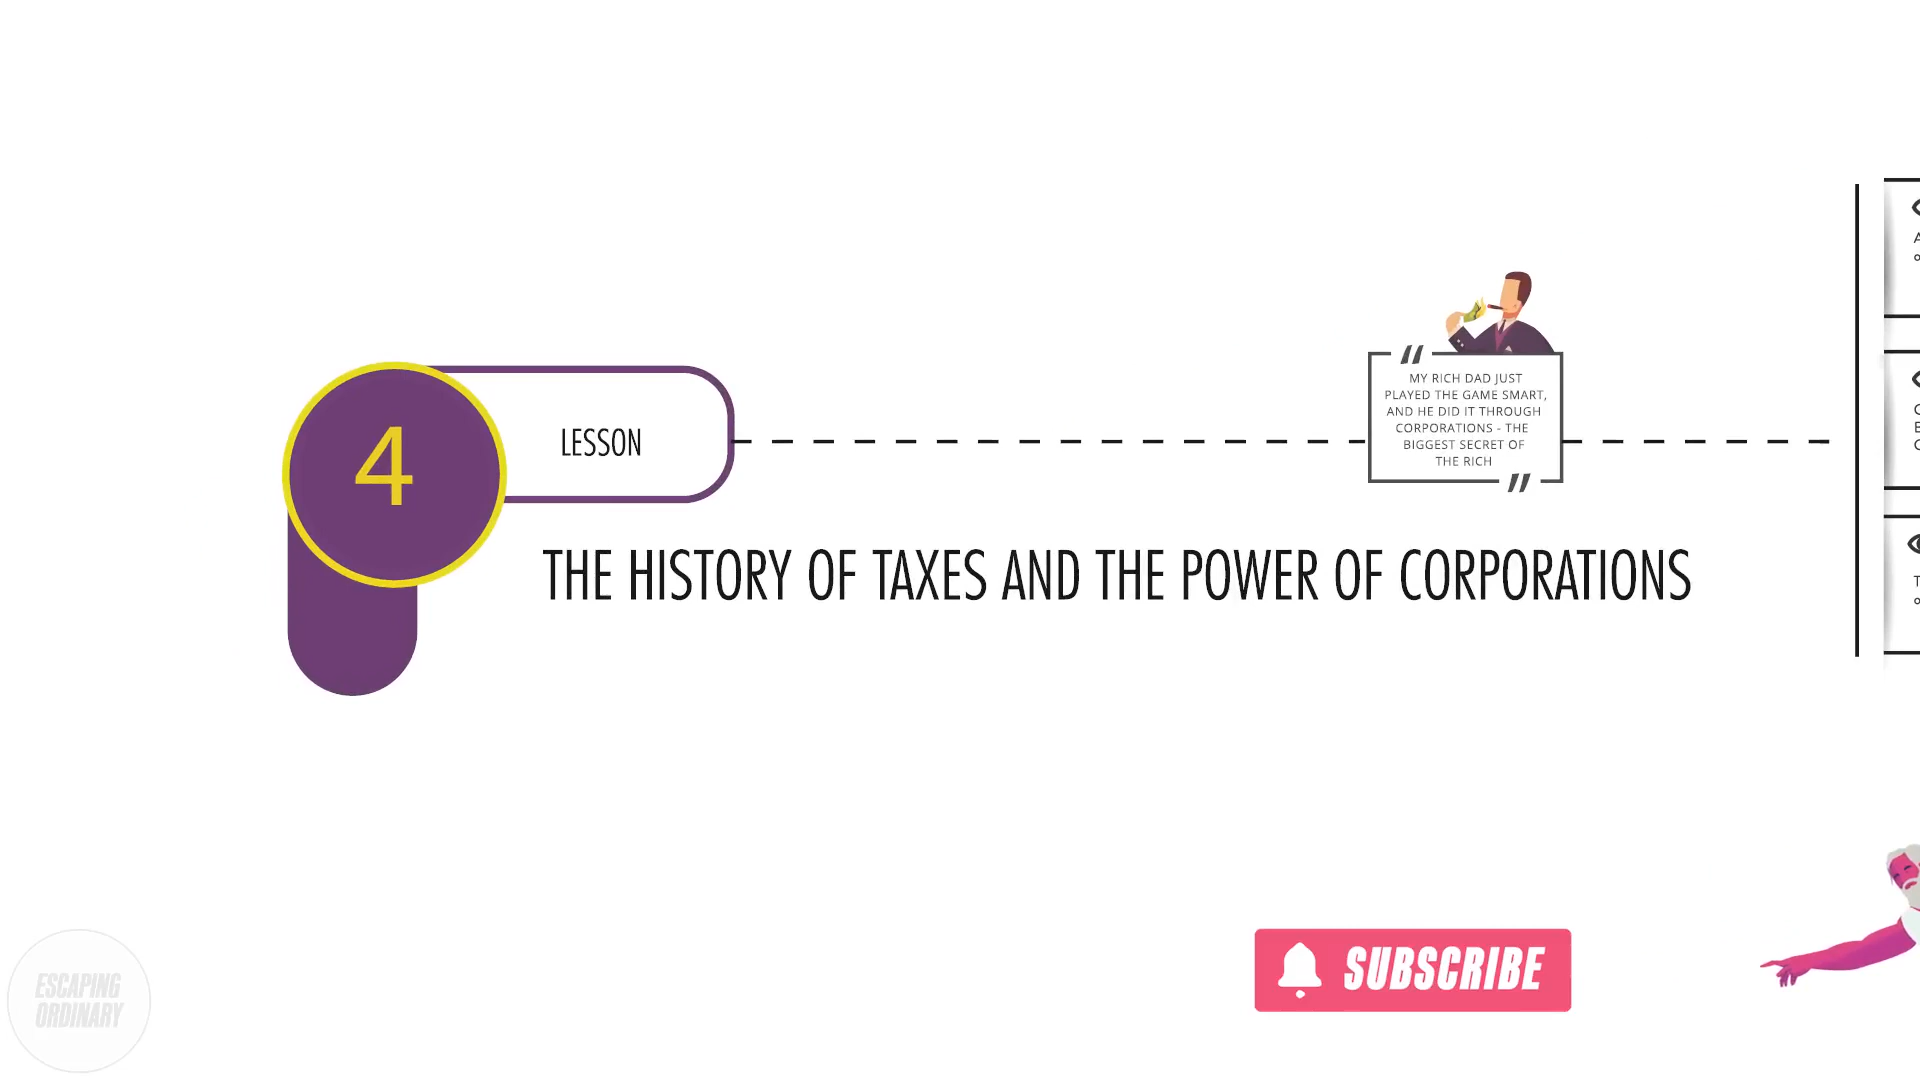 4
LESSON
“
MY RICH DAD JUST
PLAYED THE GAME SMART,
AND HE DID IT THROUGH
CORPORATIONS - THE
BIGGEST SECRET OF
THE RICH
”
THE HISTORY OF TAXES AND THE POWER OF CORPORATIONS
SUBSCRIBE
ESCAPING
ORDINARY